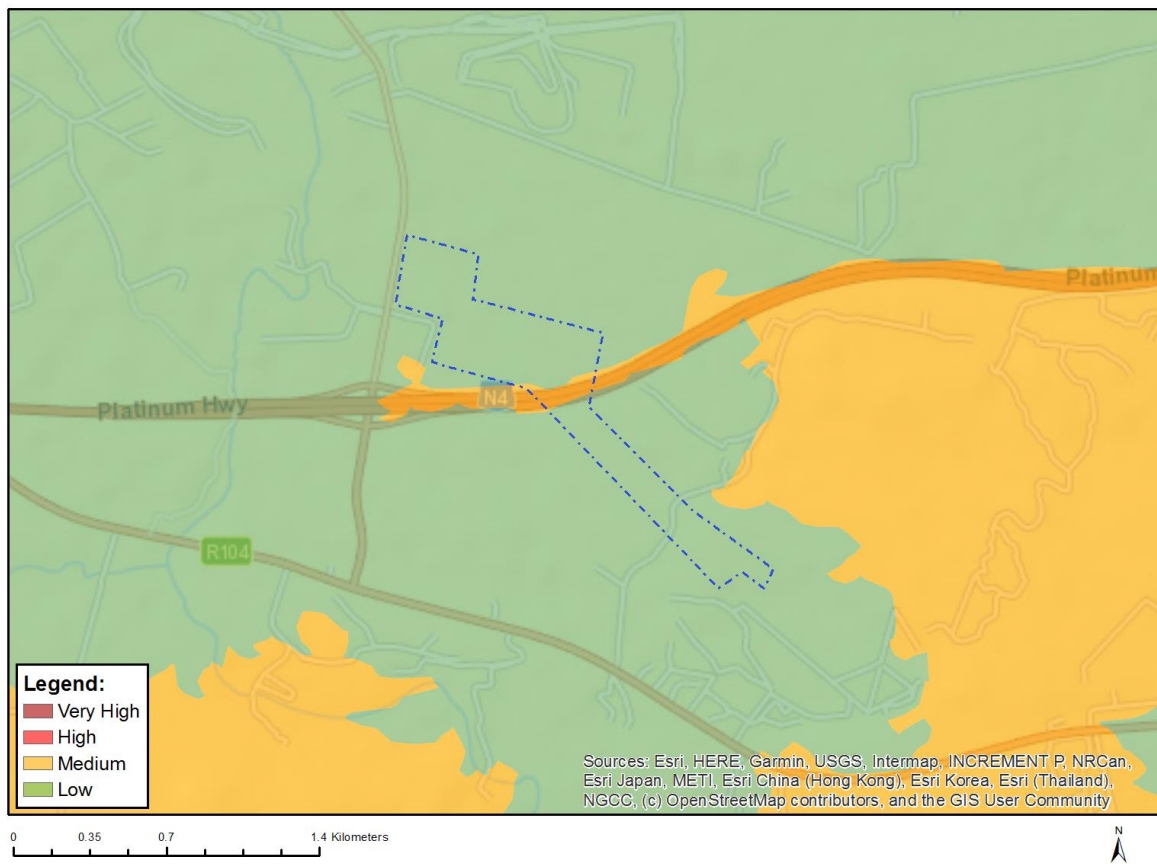 Platinum
Platinum Hwy
N4
R104
Legend:
Very High
High
Medium
Low
Sources: Esri, HERE, Garmin, USGS, Intermap, INCREMENT P, NRCan,
Esri Japan, METI, Esri China (Hong Kong), Esri Korea, Esri (Thailand),
NGCC, (c) OpenStreetMap contributors, and the GIS User Community
0 0.35 0.7 1.4 Kilometers
N